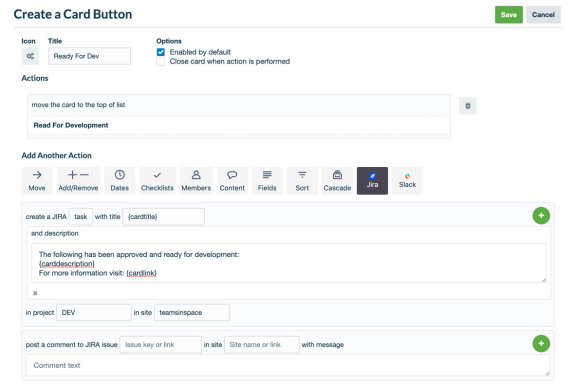 Create a Card Button
Save Cancel
Icon Title Options
Ready For Dev
Enabled by default
Close card when action is performed
Actions
move the card to the top of list
Read For Development
Add Another Action
Move Add/Remove Dates Checklists Members Content Fields Sort Cascade Jira Slack
create a JIRA task with title {cardtitle}
and description
The following has been approved and ready for development:
{carddescription}
For more information visit: {cardlink}
in project DEV in site teamsinspace
post a comment to JIRA issue Issue key or link in site Site name or link with message
Comment text